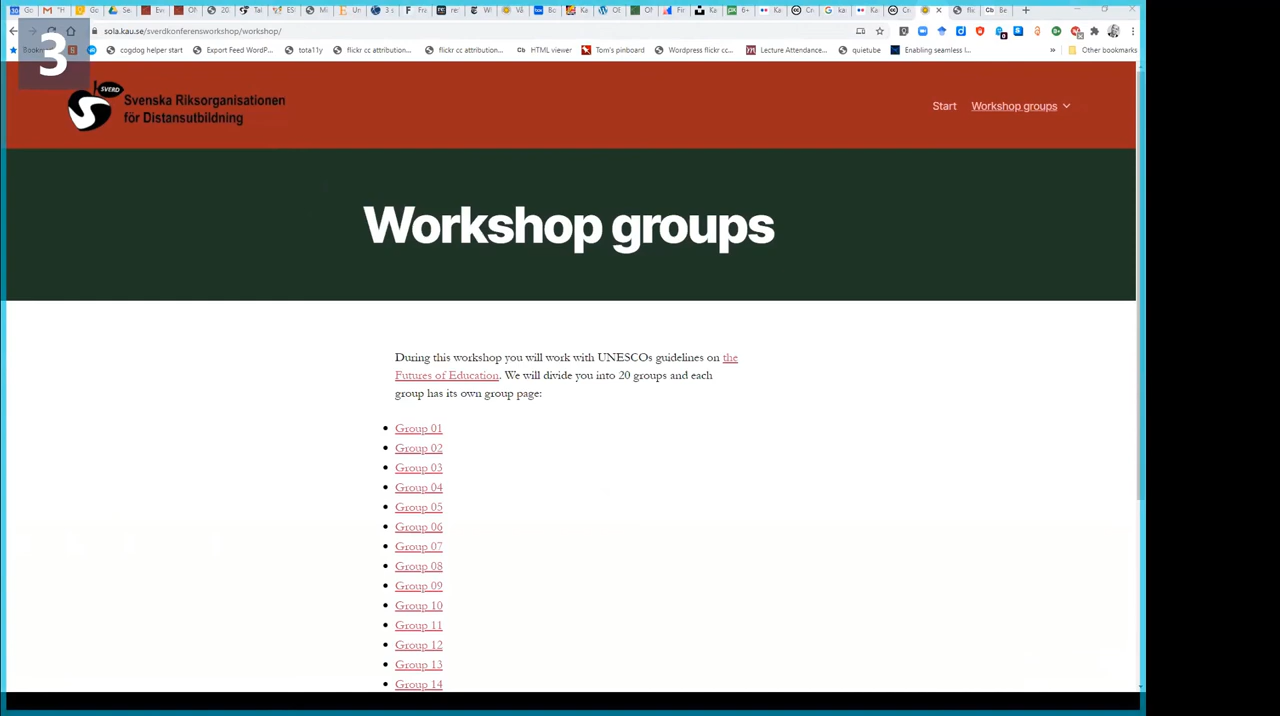 3
sola.kau.se/sverdkonferensworkshop/workshop/
cogdog helper start
Export Feed WordP...
tota11y
flickr cc attribution...
flickr cc attribution...
HTML viewer
Tom's pinboard
Wordpress flickr cc...
Lecture Attendance...
quietube
Enabling seamless l...
»
Other bookmarks
SVERD
Svenska Riksorganisationen
för Distansutbildning
Start
Workshop groups
Workshop groups
During this workshop you will work with UNESCOs guidelines on the
Futures of Education. We will divide you into 20 groups and each
group has its own group page:
Group 01
Group 02
Group 03
Group 04
Group 05
Group 06
Group 07
Group 08
Group 09
Group 10
Group 11
Group 12
Group 13
Group 14